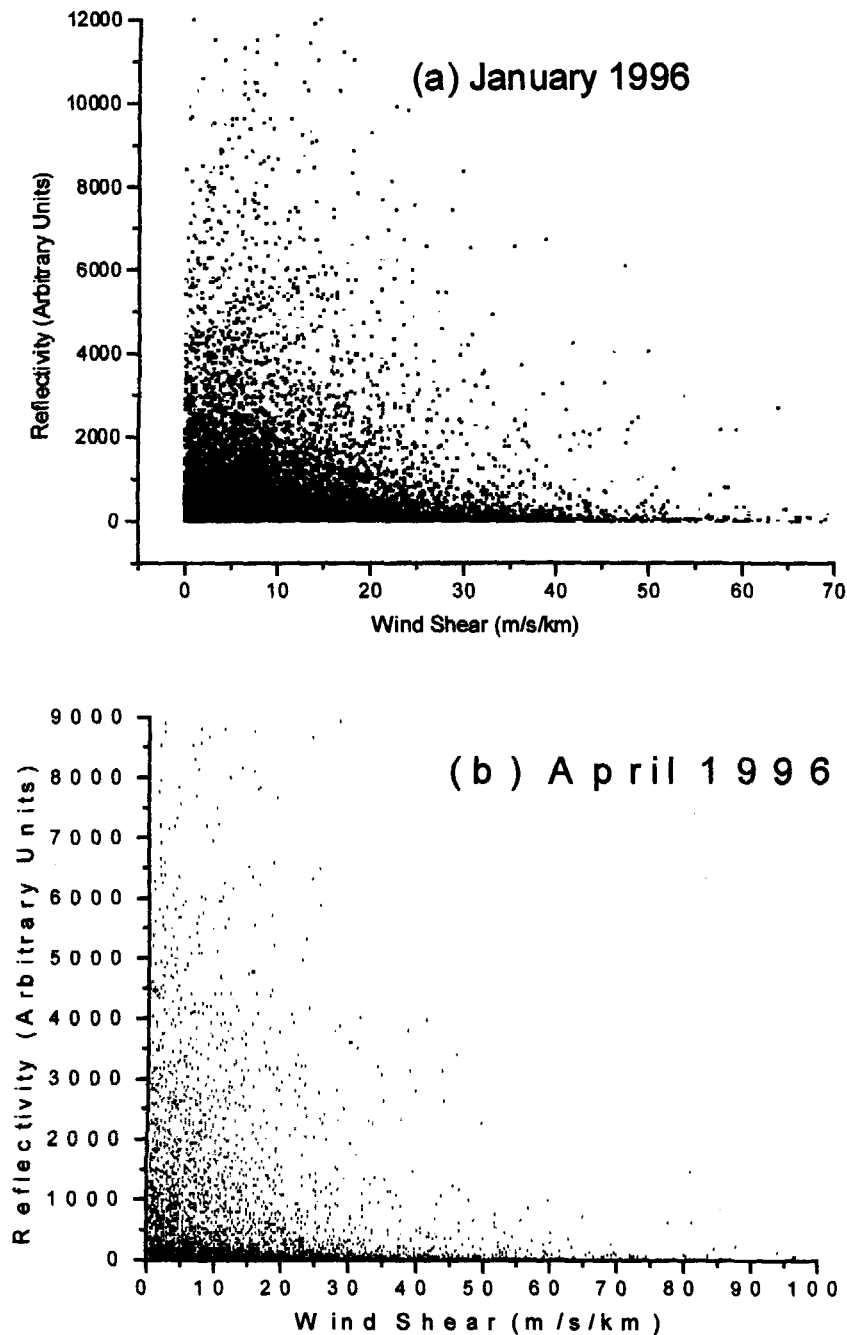 (a) January 1996
Reflectivity (Arbitrary Units)
12000
10000
8000
6000
4000
2000
0
0 10 20 30 40 50 60 70
Wind Shear (m/s/km)
(b) April 1996
Reflectivity (Arbitrary Units)
9000
8000
7000
6000
5000
4000
3000
2000
1000
0
0 10 20 30 40 50 60 70 80 90 100
Wind Shear (m/s/km)